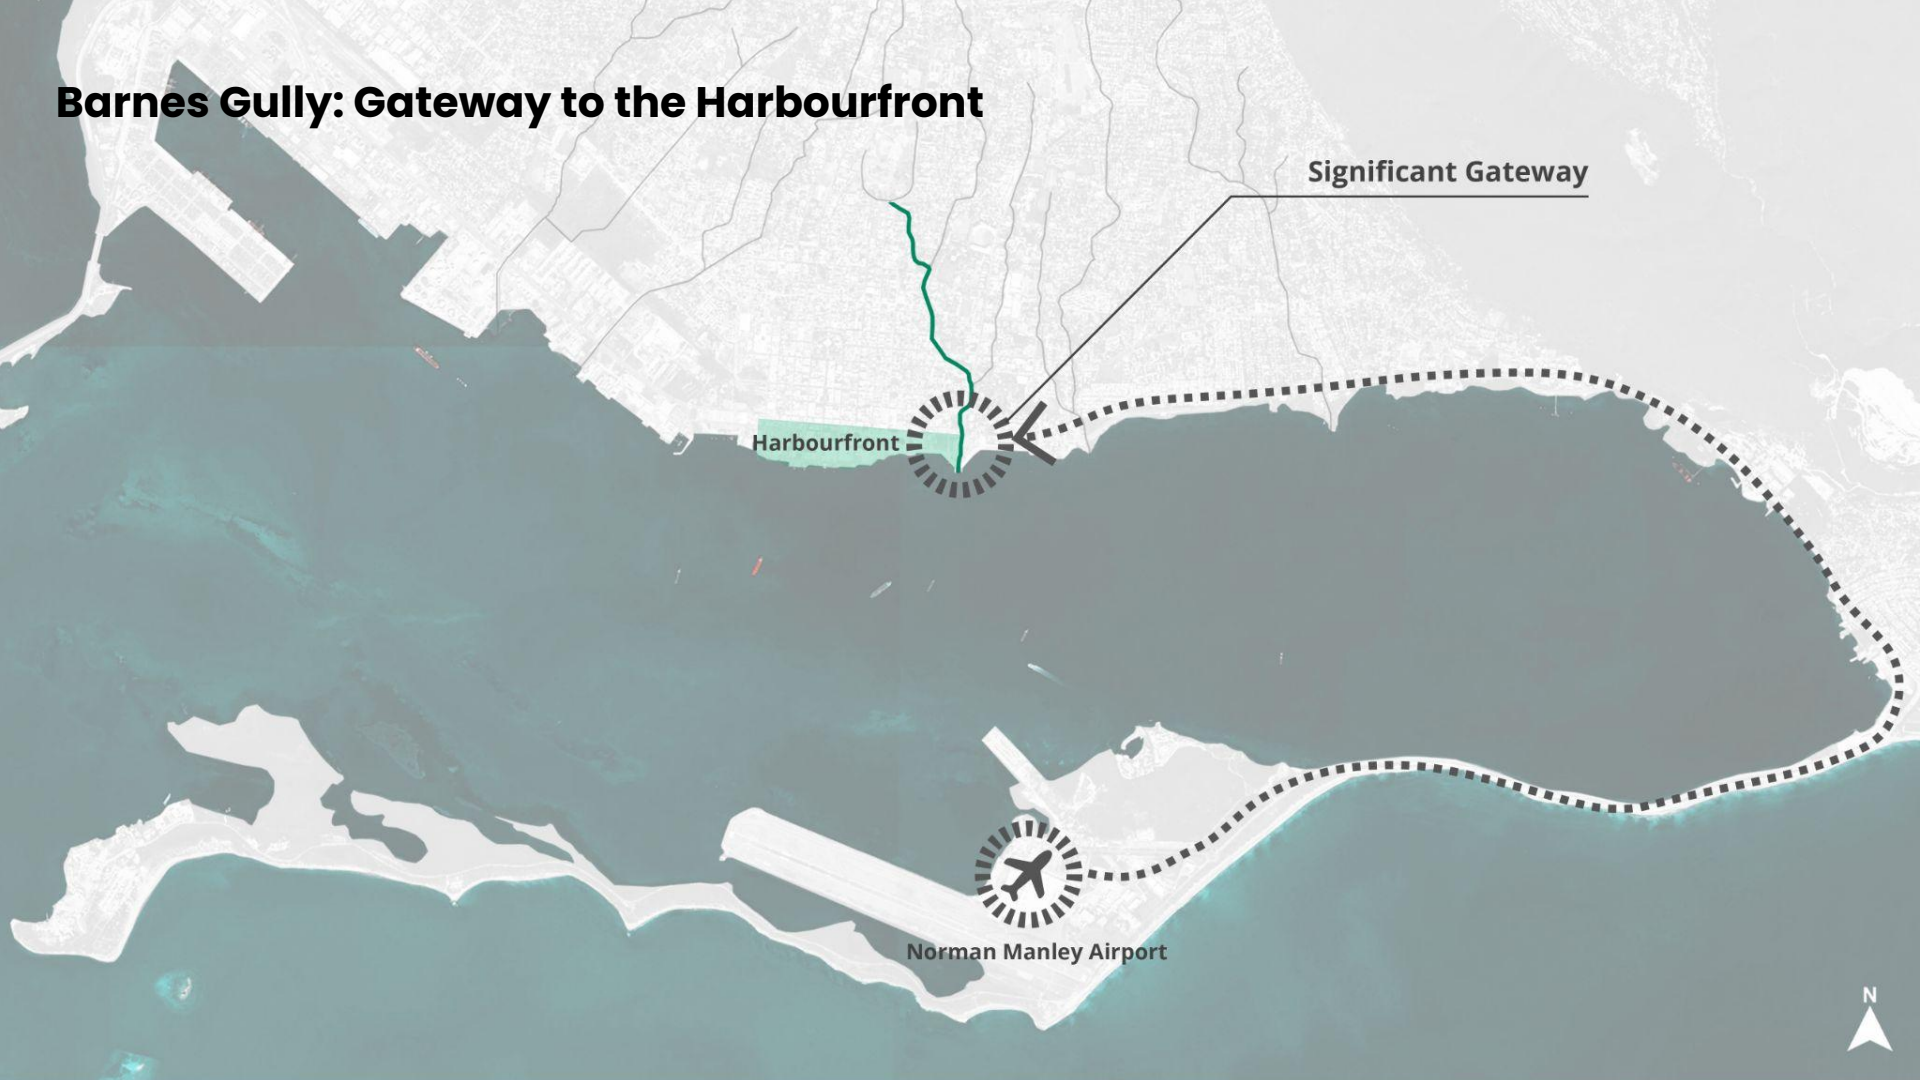 Barnes Gully: Gateway to the Harbourfront
Significant Gateway
Harbourfront
Norman Manley Airport
N